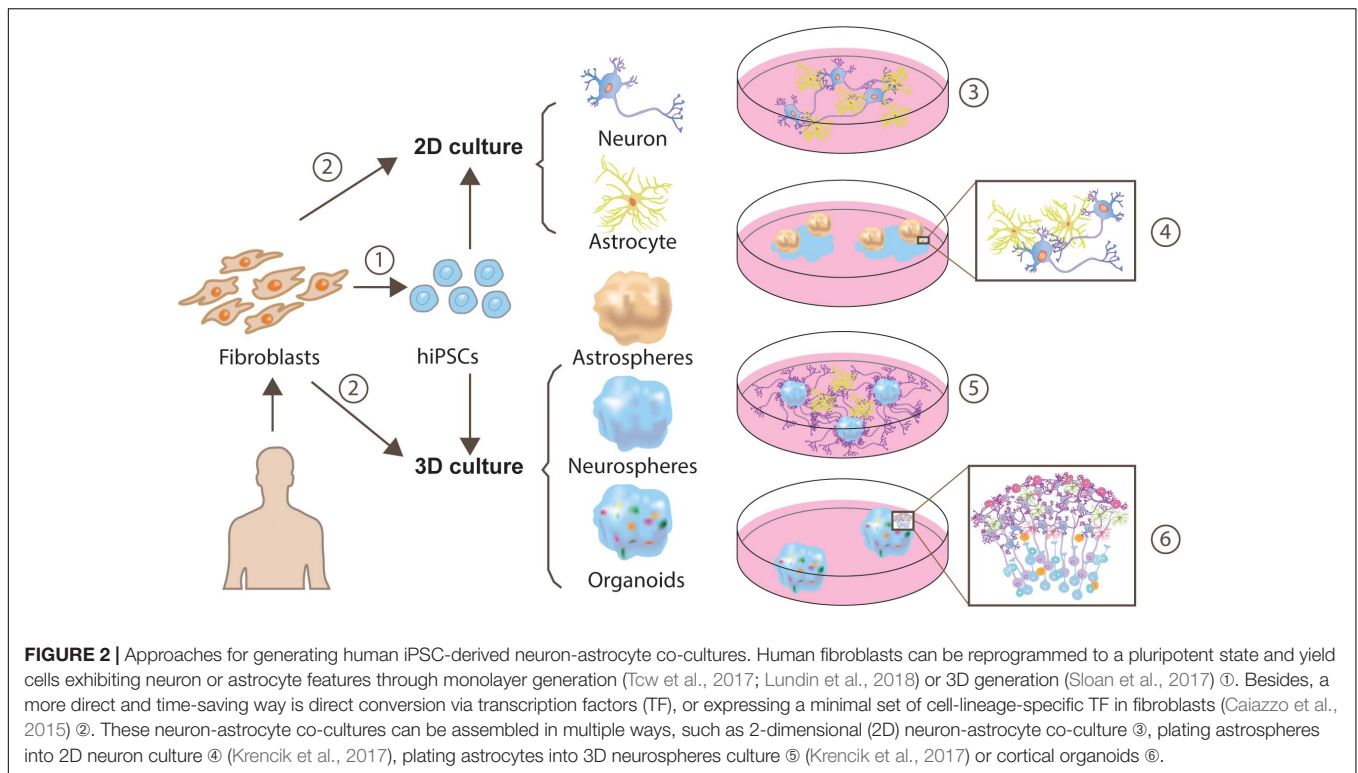 Neuron
③
2D culture
②
Astrocyte
④
①
Fibroblasts
hiPSCs
Astrospheres
②
⑤
3D culture
Neurospheres
⑥
Organoids
FIGURE 2 | Approaches for generating human iPSC-derived neuron-astrocyte co-cultures. Human fibroblasts can be reprogrammed to a pluripotent state and yield
cells exhibiting neuron or astrocyte features through monolayer generation (Tcw et al., 2017; Lundin et al., 2018) or 3D generation (Sloan et al., 2017) ①. Besides, a
more direct and time-saving way is direct conversion via transcription factors (TF), or expressing a minimal set of cell-lineage-specific TF in fibroblasts (Caiazzo et al.,
2015) ②. These neuron-astrocyte co-cultures can be assembled in multiple ways, such as 2-dimensional (2D) neuron-astrocyte co-culture ③, plating astrospheres
into 2D neuron culture ④ (Krencik et al., 2017), plating astrocytes into 3D neurospheres culture ⑤ (Krencik et al., 2017) or cortical organoids ⑥.